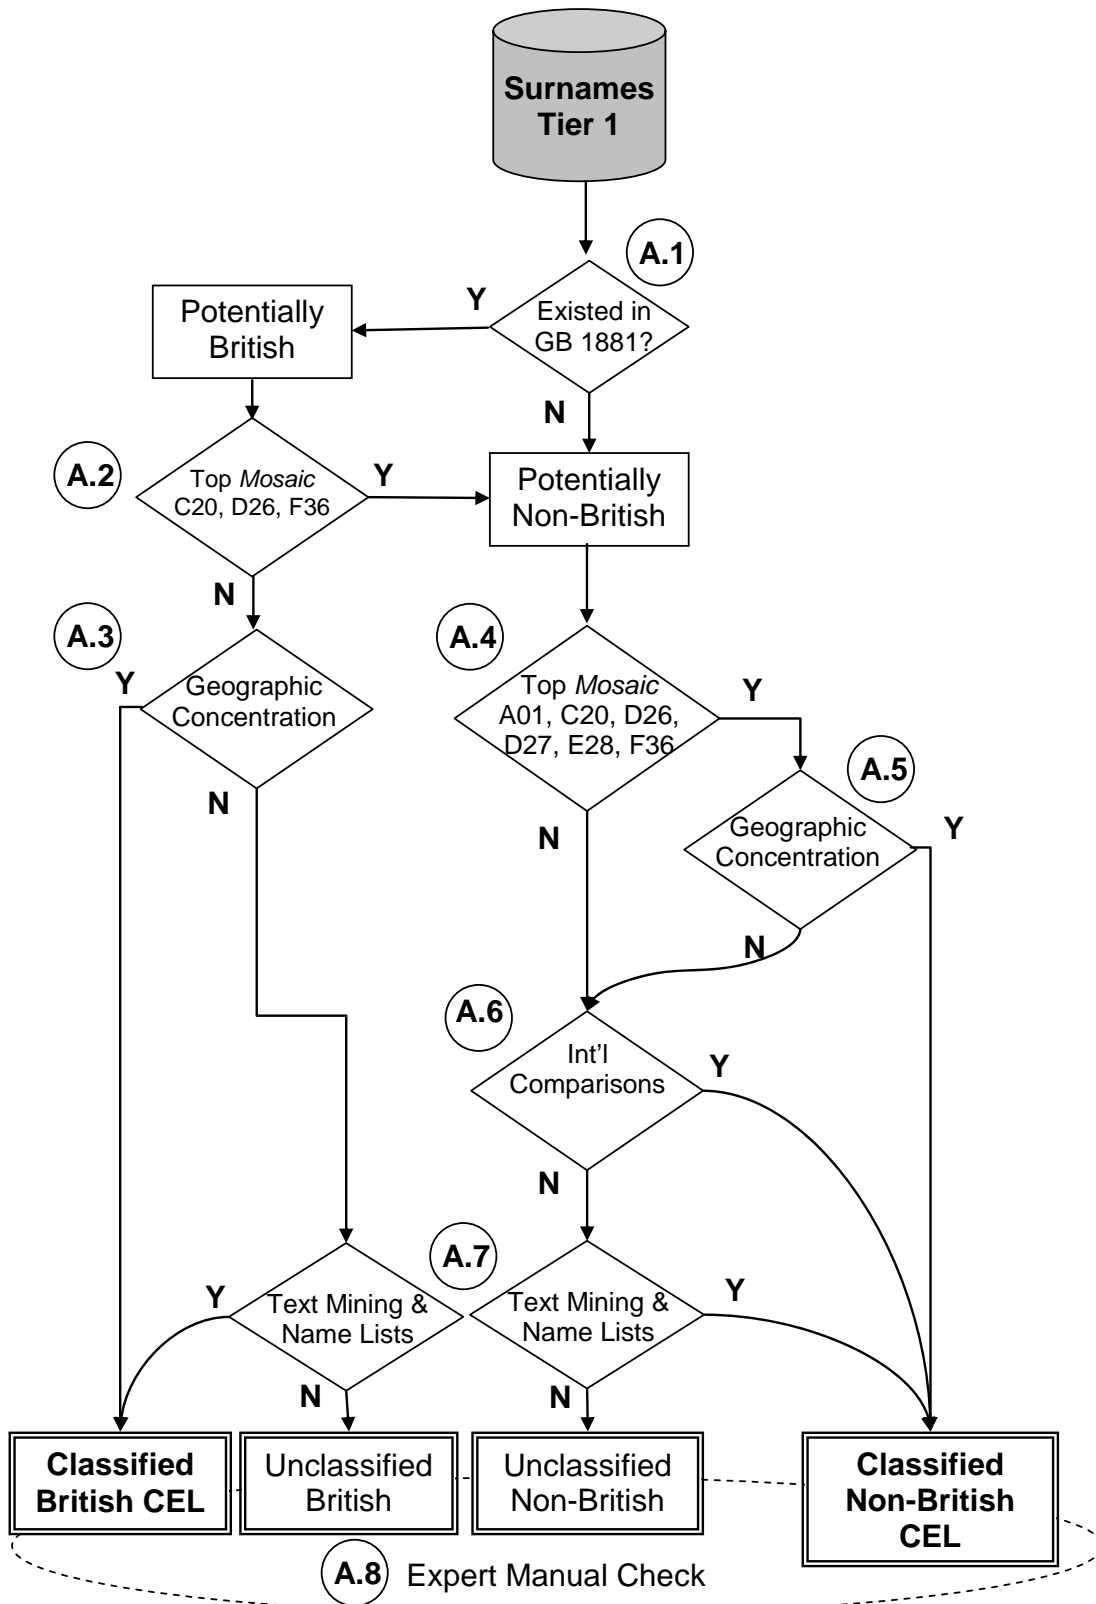 Surnames
Tier 1
A.1
Y
Existed in
GB 1881?
N
Potentially
British
A.2
Top Mosaic
C20, D26, F36
Y
N
Potentially
Non-British
A.3
Y
Geographic
Concentration
N
A.4
Top Mosaic
A01, C20, D26,
D27, E28, F36
Y
N
A.5
Geographic
Concentration
Y
N
A.6
Int'l
Comparisons
Y
N
A.7
Y
Text Mining &
Name Lists
N
Text Mining &
Name Lists
Y
N
Classified
British CEL
Unclassified
British
Unclassified
Non-British
Classified
Non-British
CEL
A.8 Expert Manual Check